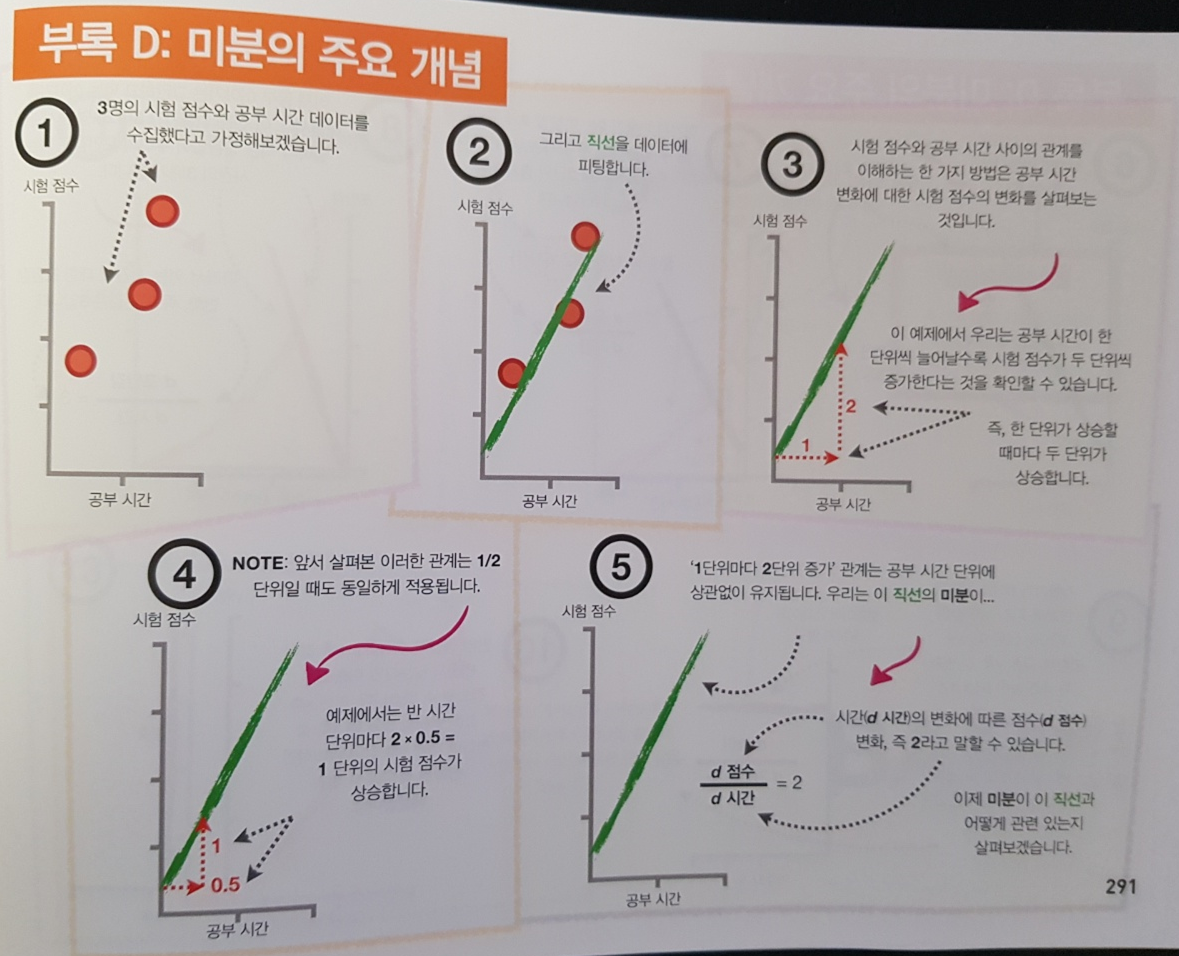 부록 D: 미분의 주요 개념
1
3명의 시험 점수와 공부 시간 데이터를
수집했다고 가정해보겠습니다.
시험 점수
공부 시간
2
그리고 직선을 데이터에
피팅합니다.
시험 점수
공부 시간
3
시험 점수와 공부 시간 사이의 관계를
이해하는 한 가지 방법은 공부 시간
변화에 대한 시험 점수의 변화를 살펴보는
것입니다.
시험 점수
이 예제에서 우리는 공부 시간이 한
단위씩 늘어날수록 시험 점수가 두 단위씩
증가한다는 것을 확인할 수 있습니다.
2
1
즉, 한 단위가 상승할
때마다 두 단위가
상승합니다.
공부 시간
4
NOTE: 앞서 살펴본 이러한 관계는 1/2
단위일 때도 동일하게 적용됩니다.
시험 점수
예제에서는 반 시간
단위마다 2 × 0.5 =
1 단위의 시험 점수가
상승합니다.
1
0.5
공부 시간
5
'1단위마다 2단위 증가' 관계는 공부 시간 단위에
상관없이 유지됩니다. 우리는 이 직선의 미분이...
시험 점수
시간(d 시간)의 변화에 따른 점수(d 점수)
변화, 즉 2라고 말할 수 있습니다.
d 점수
d 시간
= 2
이제 미분이 이 직선과
어떻게 관련 있는지
살펴보겠습니다.
공부 시간
291